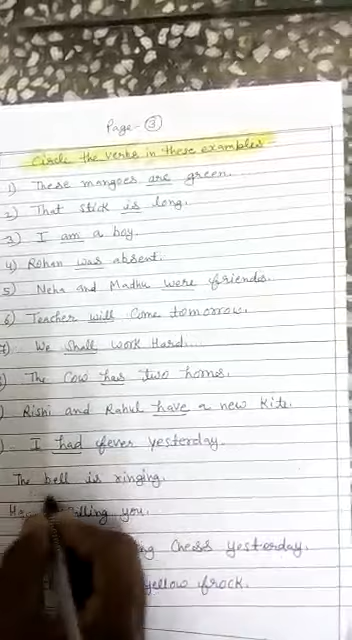 Page - ③
Circle the verbs in these examples
1) These mangoes are green.
2) That stick is long.
3) I am a boy.
4) Rohan was absent.
5) Neha and Madhu were friends.
6) Teacher will come tomorrow.
7) We shall work Hard.
) The Cow has two horns.
) Rishi and Rahul have a new kite.
). I had fever yesterday.
The bell is ringing.
lling you.
ng Chess yesterday.
yellow frock.